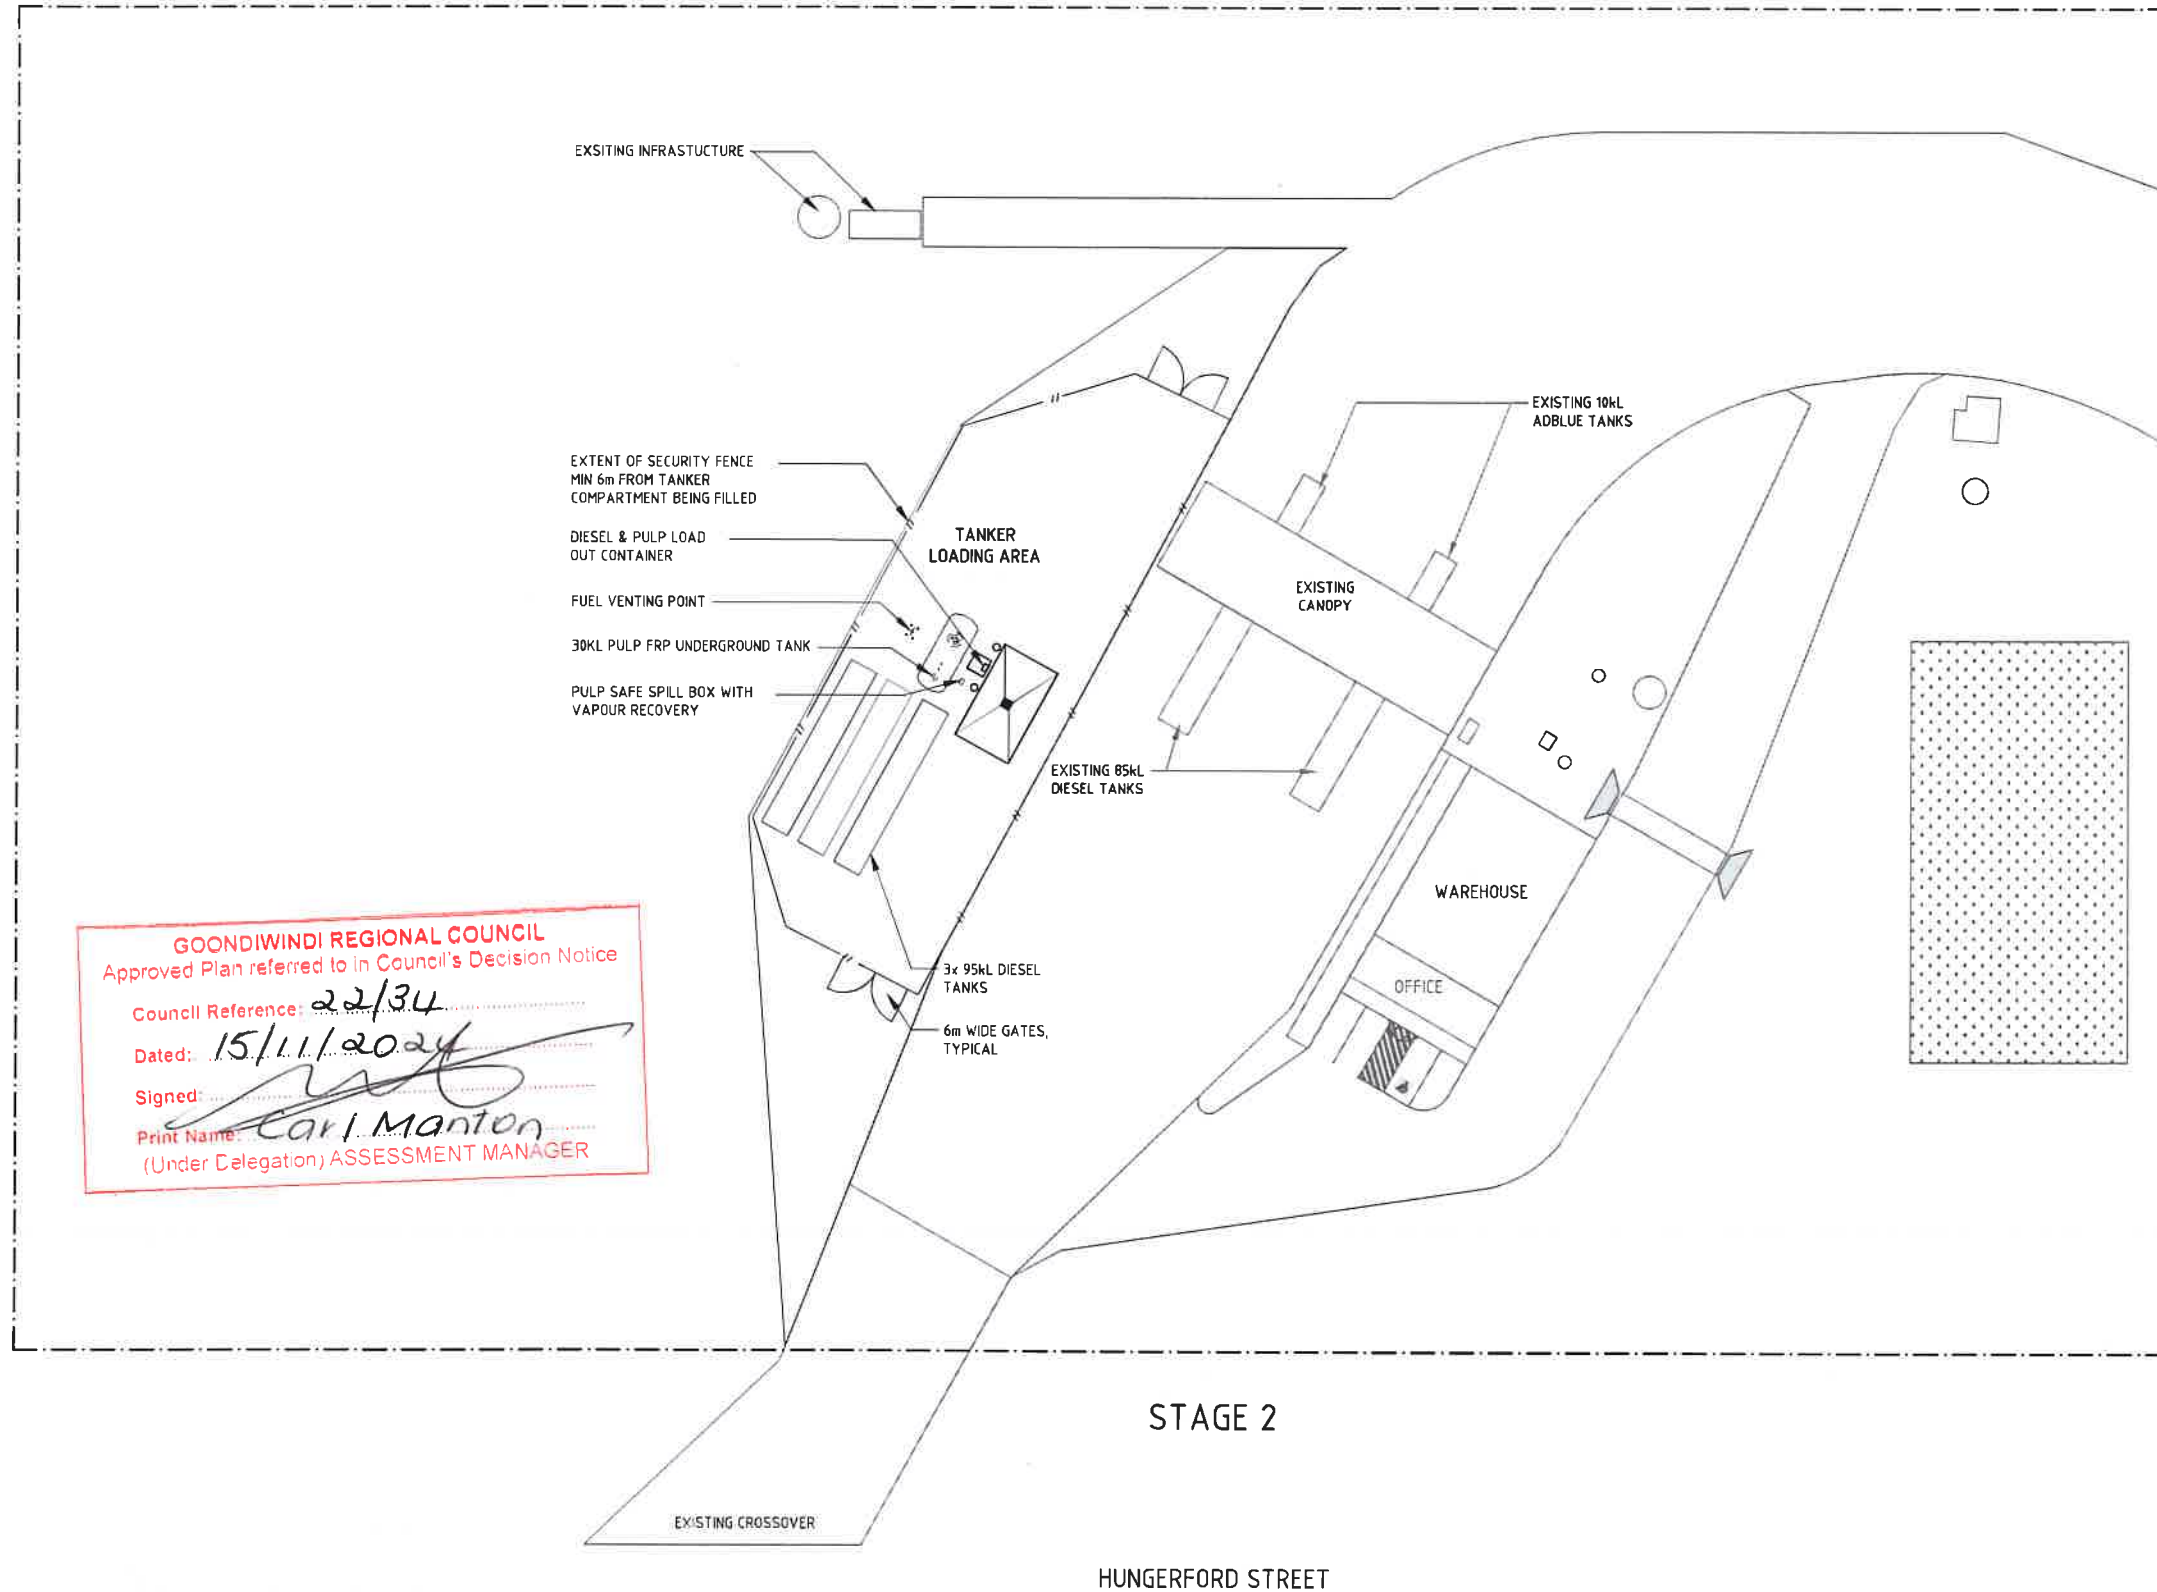 EXSITING INFRASTUCTURE
EXISTING 10kL
ADBLUE TANKS
EXTENT OF SECURITY FENCE
MIN 6m FROM TANKER
COMPARTMENT BEING FILLED
DIESEL & PULP LOAD
OUT CONTAINER
TANKER
LOADING AREA
FUEL VENTING POINT
EXISTING
CANOPY
30KL PULP FRP UNDERGROUND TANK
PULP SAFE SPILL BOX WITH
VAPOUR RECOVERY
EXISTING 85kL
DIESEL TANKS
WAREHOUSE
OFFICE
3x 95kL DIESEL
TANKS
6m WIDE GATES,
TYPICAL
GOONDIWINDI REGIONAL COUNCIL
Approved Plan referred to in Council's Decision Notice
Council Reference: 22/34
Dated: 15/11/2024
Signed:
Print Name: Carl Manton
(Under Delegation) ASSESSMENT MANAGER
STAGE 2
EXISTING CROSSOVER
HUNGERFORD STREET